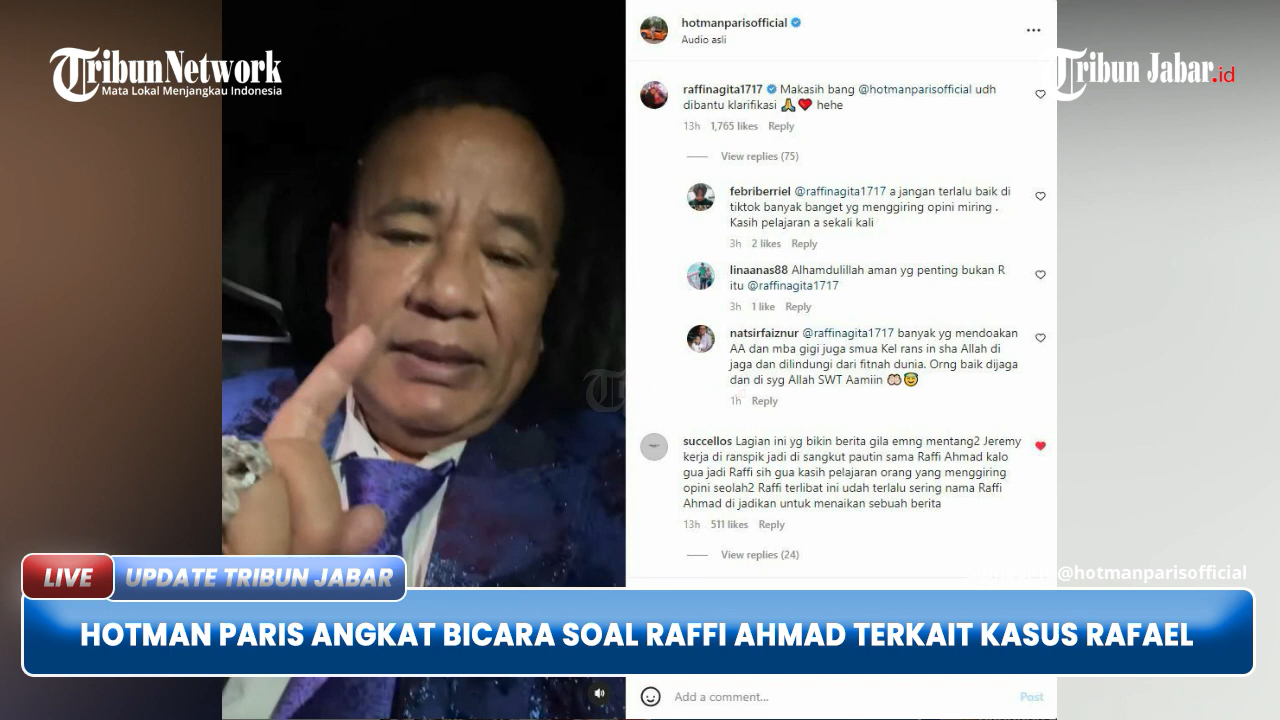 TribunNetwork
Mata Lokal Menjangkau Indonesia
hotmanparisofficial
Audio asli
Tribun Jabar.id
raffinagita1717 Makasih bang @hotmanparisofficial udh
dibantu klarifikasi 🙏❤️ hehe
13h 1,765 likes Reply
View replies (75)
febriberriel @raffinagita1717 a jangan terlalu baik di
tiktok banyak banget yg menggiring opini miring .
Kasih pelajaran a sekali kali
3h 2 likes Reply
linaanas88 Alhamdulillah aman yg penting bukan R
itu @raffinagita1717
3h 1 like Reply
natsirfaiznur @raffinagita1717 banyak yg mendoakan
AA dan mba gigi juga smua Kel rans in sha Allah di
jaga dan dilindungi dari fitnah dunia. Orng baik dijaga
dan di syg Allah SWT Aamiin 🤲😇
1h Reply
succellos Lagian ini yg bikin berita gila emng mentang2 Jeremy
kerja di ranspik jadi di sangkut pautin sama Raffi Ahmad kalo
gua jadi Raffi sih gua kasih pelajaran orang yang menggiring
opini seolah2 Raffi terlibat ini udah terlalu sering nama Raffi
Ahmad di jadikan untuk menaikan sebuah berita
13h 511 likes Reply
View replies (24)
@hotmanparisofficial
LIVE UPDATE TRIBUN JABAR
HOTMAN PARIS ANGKAT BICARA SOAL RAFFI AHMAD TERKAIT KASUS RAFAEL
Add a comment... Post